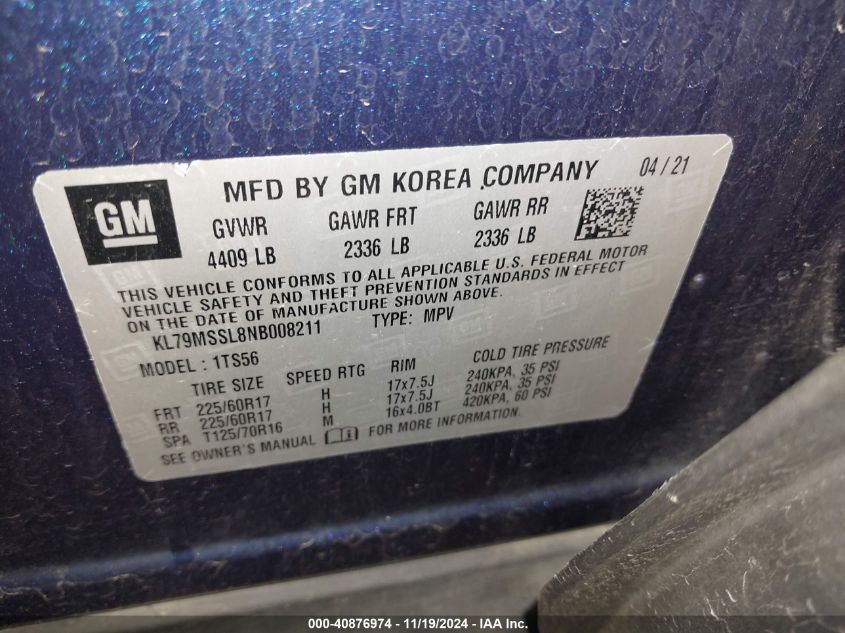 GM
MFD BY GM KOREA COMPANY 04 / 21
GVWR GAWR FRT GAWR RR
4409 LB 2336 LB 2336 LB
THIS VEHICLE CONFORMS TO ALL APPLICABLE U.S. FEDERAL MOTOR
VEHICLE SAFETY AND THEFT PREVENTION STANDARDS IN EFFECT
ON THE DATE OF MANUFACTURE SHOWN ABOVE.
KL79MSSL8NB008211 TYPE: MPV
MODEL : 1TS56
TIRE SIZE SPEED RTG RIM COLD TIRE PRESSURE
FRT 225/60R17 H 17x7.5J 240KPA, 35 PSI
RR 225/60R17 H 17x7.5J 240KPA, 35 PSI
SPA T125/70R16 M 16x4.0BT 420KPA, 60 PSI
SEE OWNER'S MANUAL FOR MORE INFORMATION.
000-40876974 - 11/19/2024 - IAA Inc.